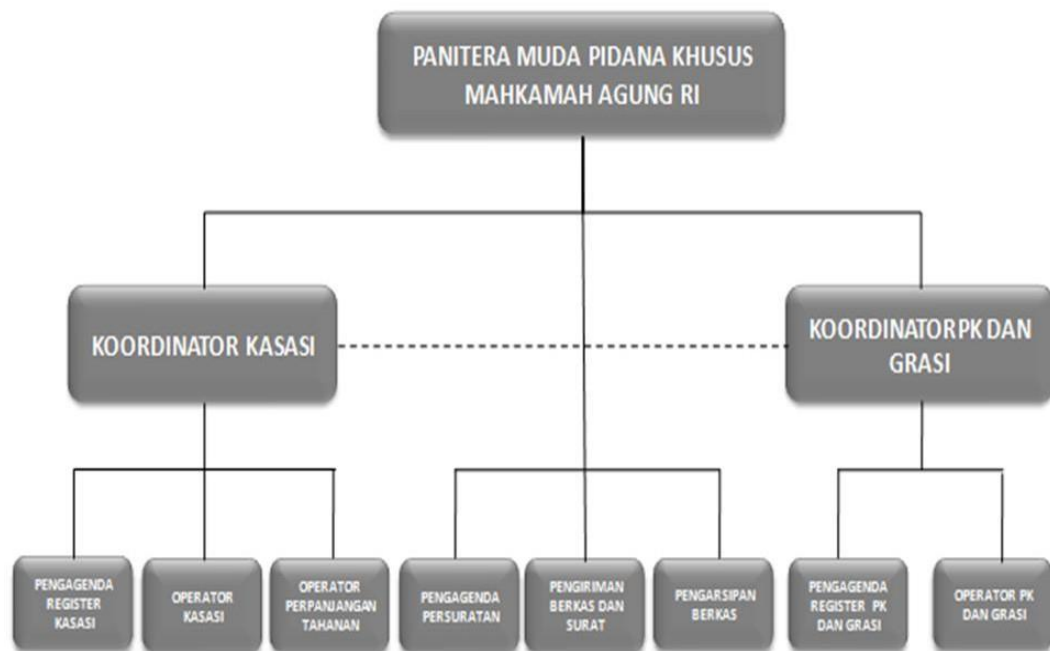 PANITERA MUDA PIDANA KHUSUS
MAHKAMAH AGUNG RI
KOORDINATOR KASASI
KOORDINATOR PK DAN
GRASI
PENGAGENDA
REGISTER
KASASI
OPERATOR
KASASI
OPERATOR
PERPANJANGAN
TAHANAN
PENGAGENDA
PERSURATAN
PENGIRIMAN
BERKAS DAN
SURAT
PENGARSIPAN
BERKAS
PENGAGENDA
REGISTER PK
DAN GRASI
OPERATOR PK
DAN GRASI